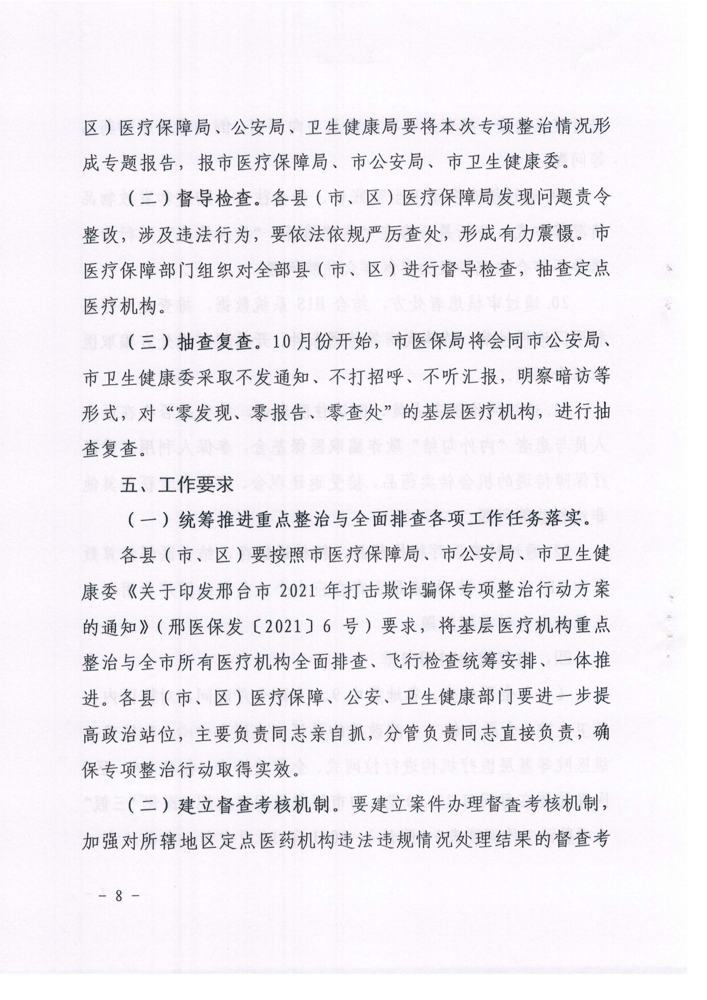 区）医疗保障局、公安局、卫生健康局要将本次专项整治情况形
成专题报告，报市医疗保障局、市公安局、市卫生健康委。
（二）督导检查。各县（市、区）医疗保障局发现问题责令
整改，涉及违法行为，要依法依规严厉查处，形成有力震慑。市
医疗保障部门组织对全部县（市、区）进行督导检查，抽查定点
医疗机构。
（三）抽查复查。10月份开始，市医保局将会同市公安局、
市卫生健康委采取不发通知、不打招呼、不听汇报，明察暗访等
形式，对“零发现、零报告、零查处”的基层医疗机构，进行抽
查复查。
五、工作要求
（一）统筹推进重点整治与全面排查各项工作任务落实。
各县（市、区）要按照市医疗保障局、市公安局、市卫生健
康委《关于印发邢台市2021年打击欺诈骗保专项整治行动方案
的通知》（邢医保发〔2021〕6 号）要求，将基层医疗机构重点
整治与全市所有医疗机构全面排查、飞行检查统筹安排、一体推
进。各县（市、区）医疗保障、公安、卫生健康部门要进一步提
高政治站位，主要负责同志亲自抓，分管负责同志直接负责，确
保专项整治行动取得实效。
（二）建立督查考核机制。要建立案件办理督查考核机制，
加强对所辖地区定点医药机构违法违规情况处理结果的督查考
- 8 -